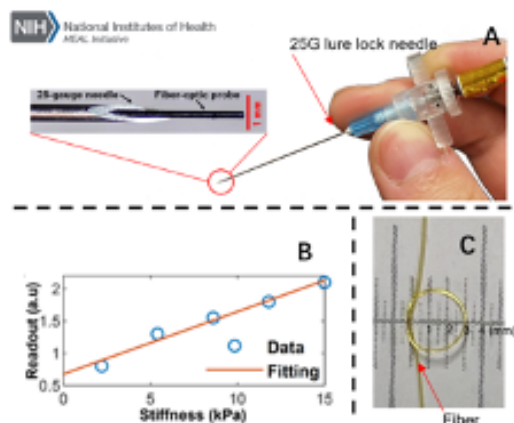 NIH National Institutes of Health
HEAL Initiative
25G lure lock needle
A
25-gauge needle
Fiber-optic probe
1 mm
B
Readout (a.u)
2
1.5
1
0.5
Data
Fitting
0 5 10 15
Stiffness (kPa)
C
1 2 3 4 (mm)
Fiber